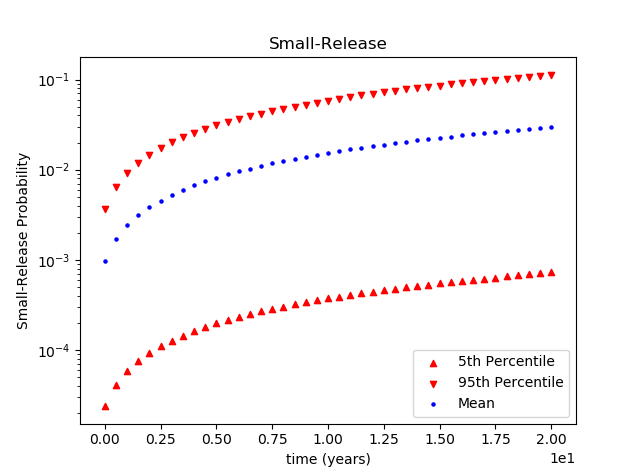 Small-Release
Small-Release Probability
10⁻¹
10⁻²
10⁻³
10⁻⁴
0.00 0.25 0.50 0.75 1.00 1.25 1.50 1.75 2.00
1e1
time (years)
5th Percentile
95th Percentile
Mean